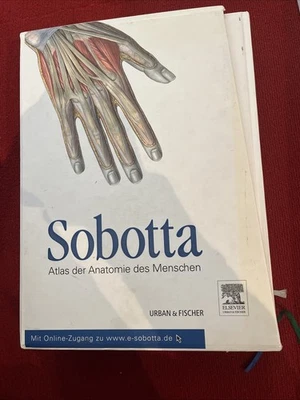 Sobotta
Atlas der Anatomie des Menschen
ELSEVIER
URBAN & FISCHER
Mit Online-Zugang zu www.e-sobotta.de